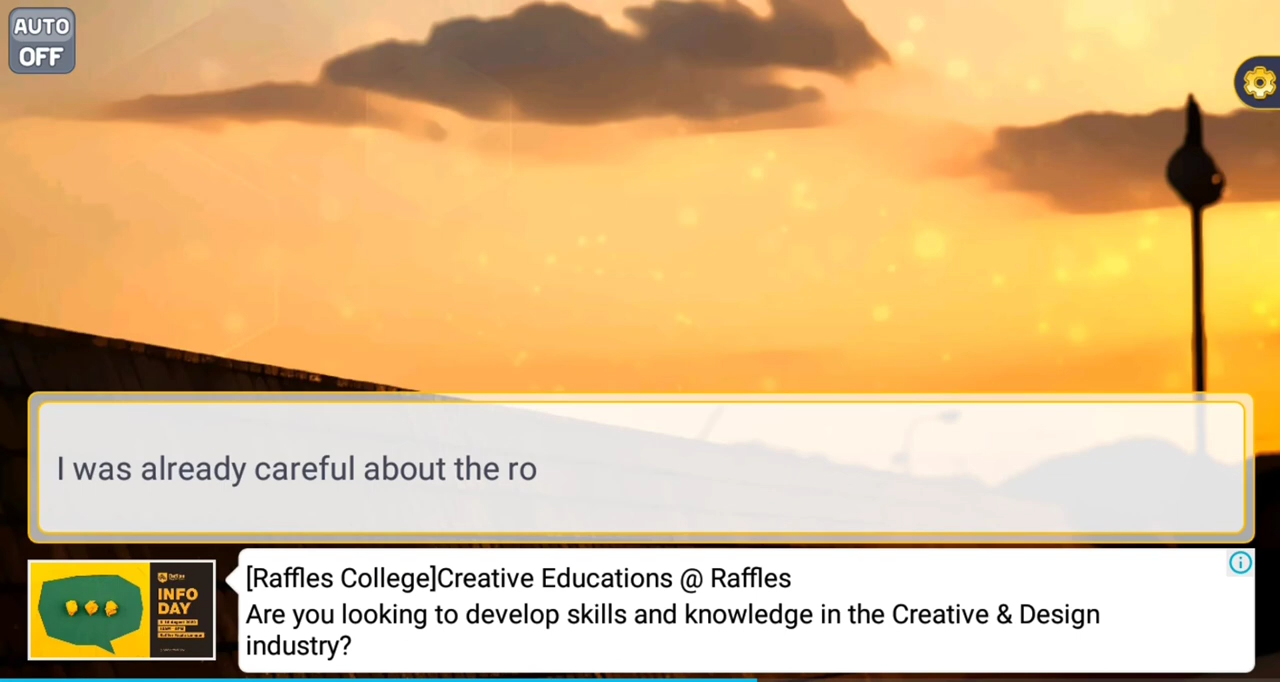 AUTO
OFF
I was already careful about the ro
[Raffles College]Creative Educations @ Raffles
Are you looking to develop skills and knowledge in the Creative & Design
industry?
INFO
DAY